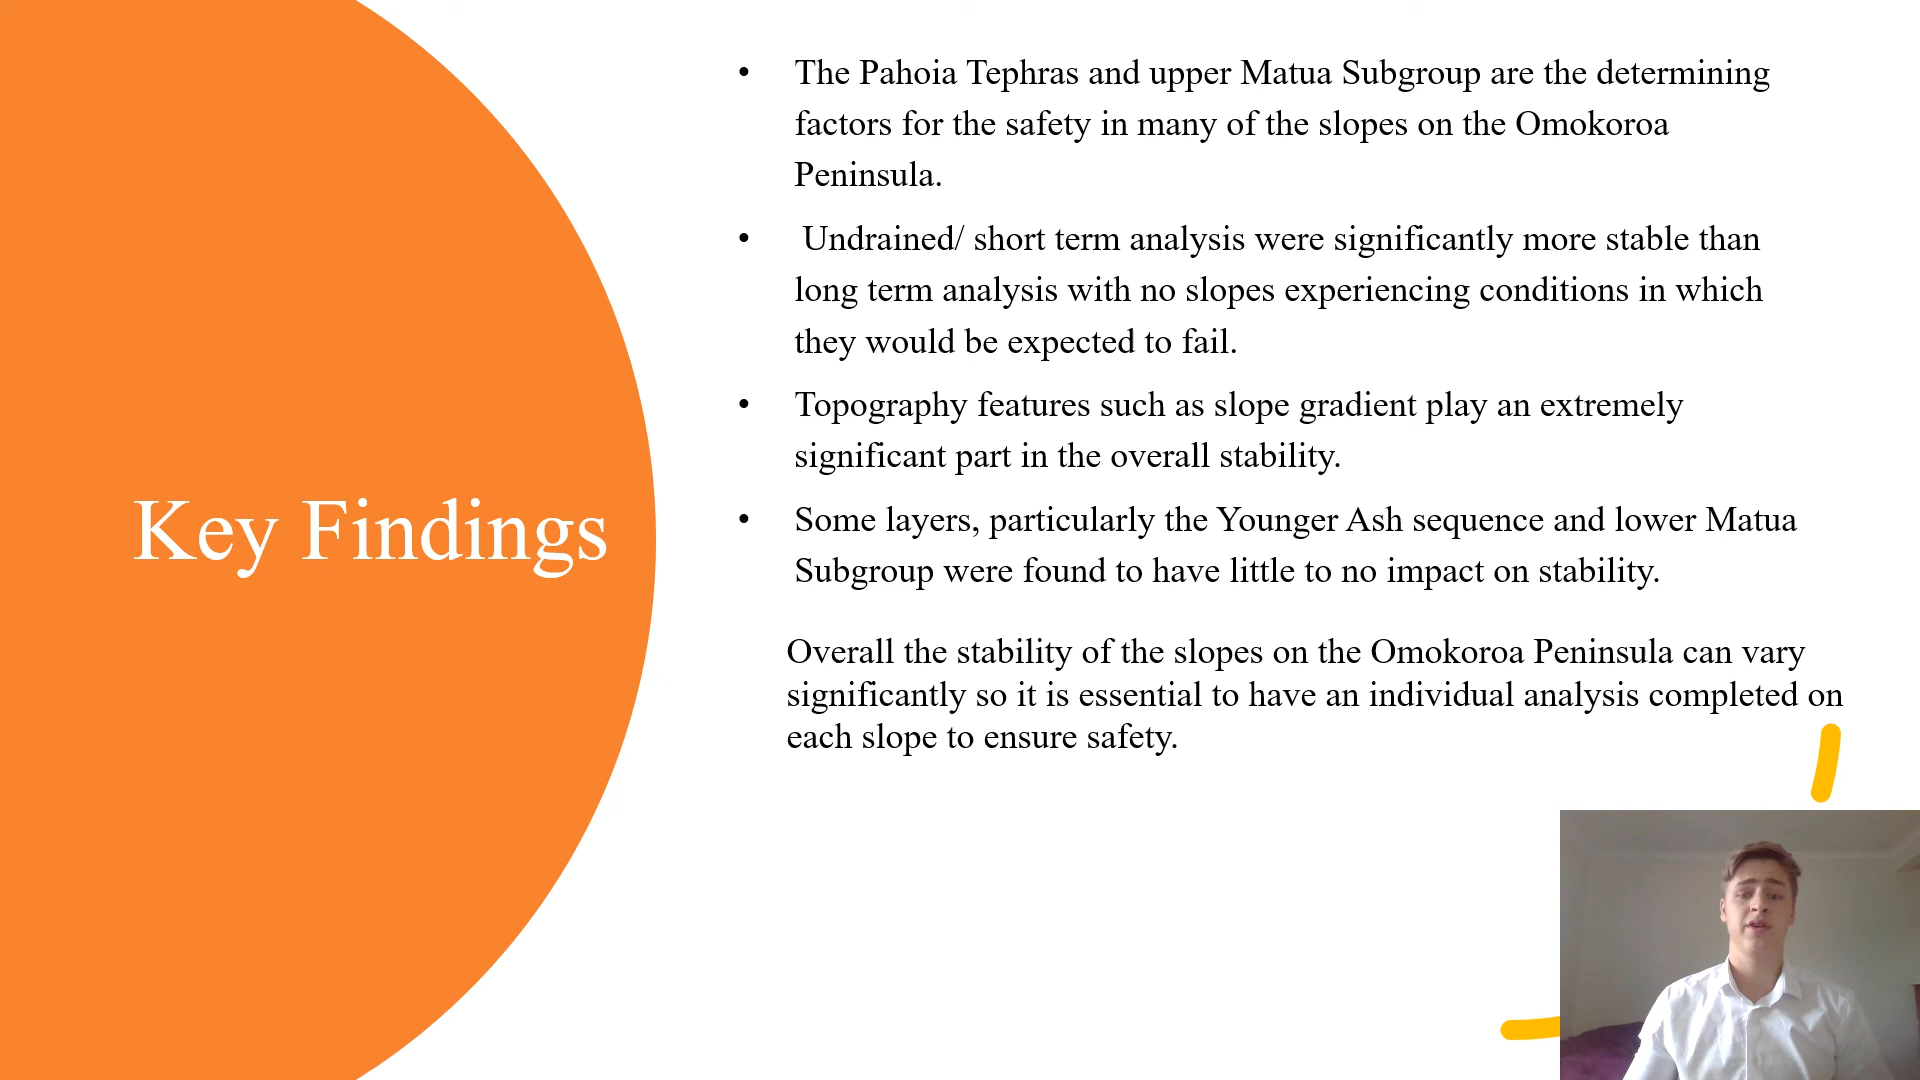 Key Findings
• The Pahoia Tephras and upper Matua Subgroup are the determining
factors for the safety in many of the slopes on the Omokoroa
Peninsula.
• Undrained/ short term analysis were significantly more stable than
long term analysis with no slopes experiencing conditions in which
they would be expected to fail.
• Topography features such as slope gradient play an extremely
significant part in the overall stability.
• Some layers, particularly the Younger Ash sequence and lower Matua
Subgroup were found to have little to no impact on stability.
Overall the stability of the slopes on the Omokoroa Peninsula can vary
significantly so it is essential to have an individual analysis completed on
each slope to ensure safety.